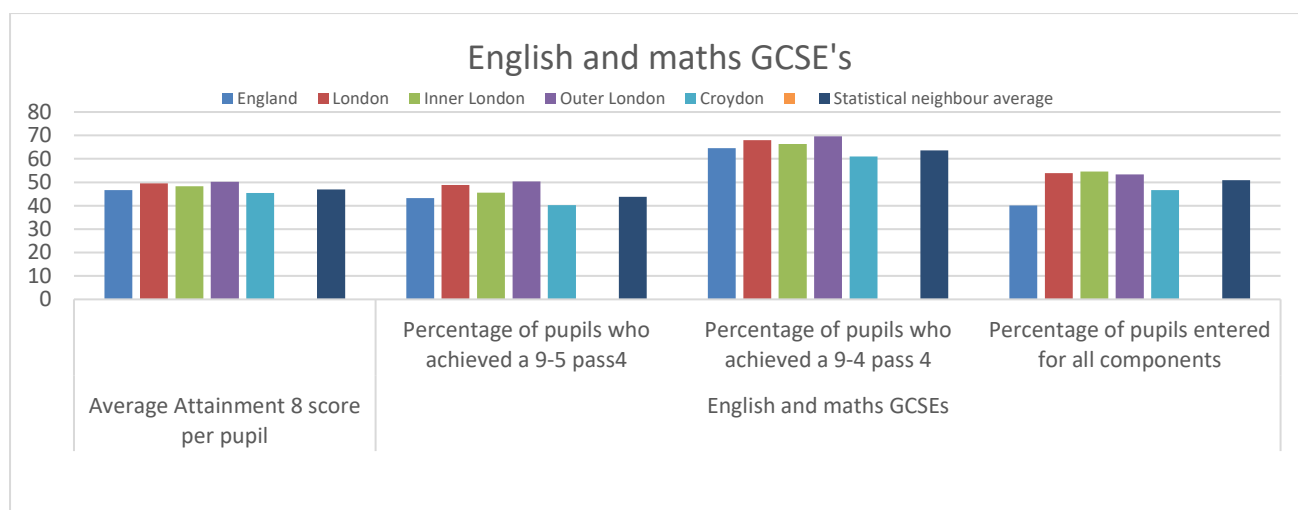 English and maths GCSE's
England London Inner London Outer London Croydon Statistical neighbour average
80
70
60
50
40
30
20
10
0
Percentage of pupils who
achieved a 9-5 pass4
Percentage of pupils who
achieved a 9-4 pass 4
Percentage of pupils entered
for all components
Average Attainment 8 score
per pupil
English and maths GCSEs